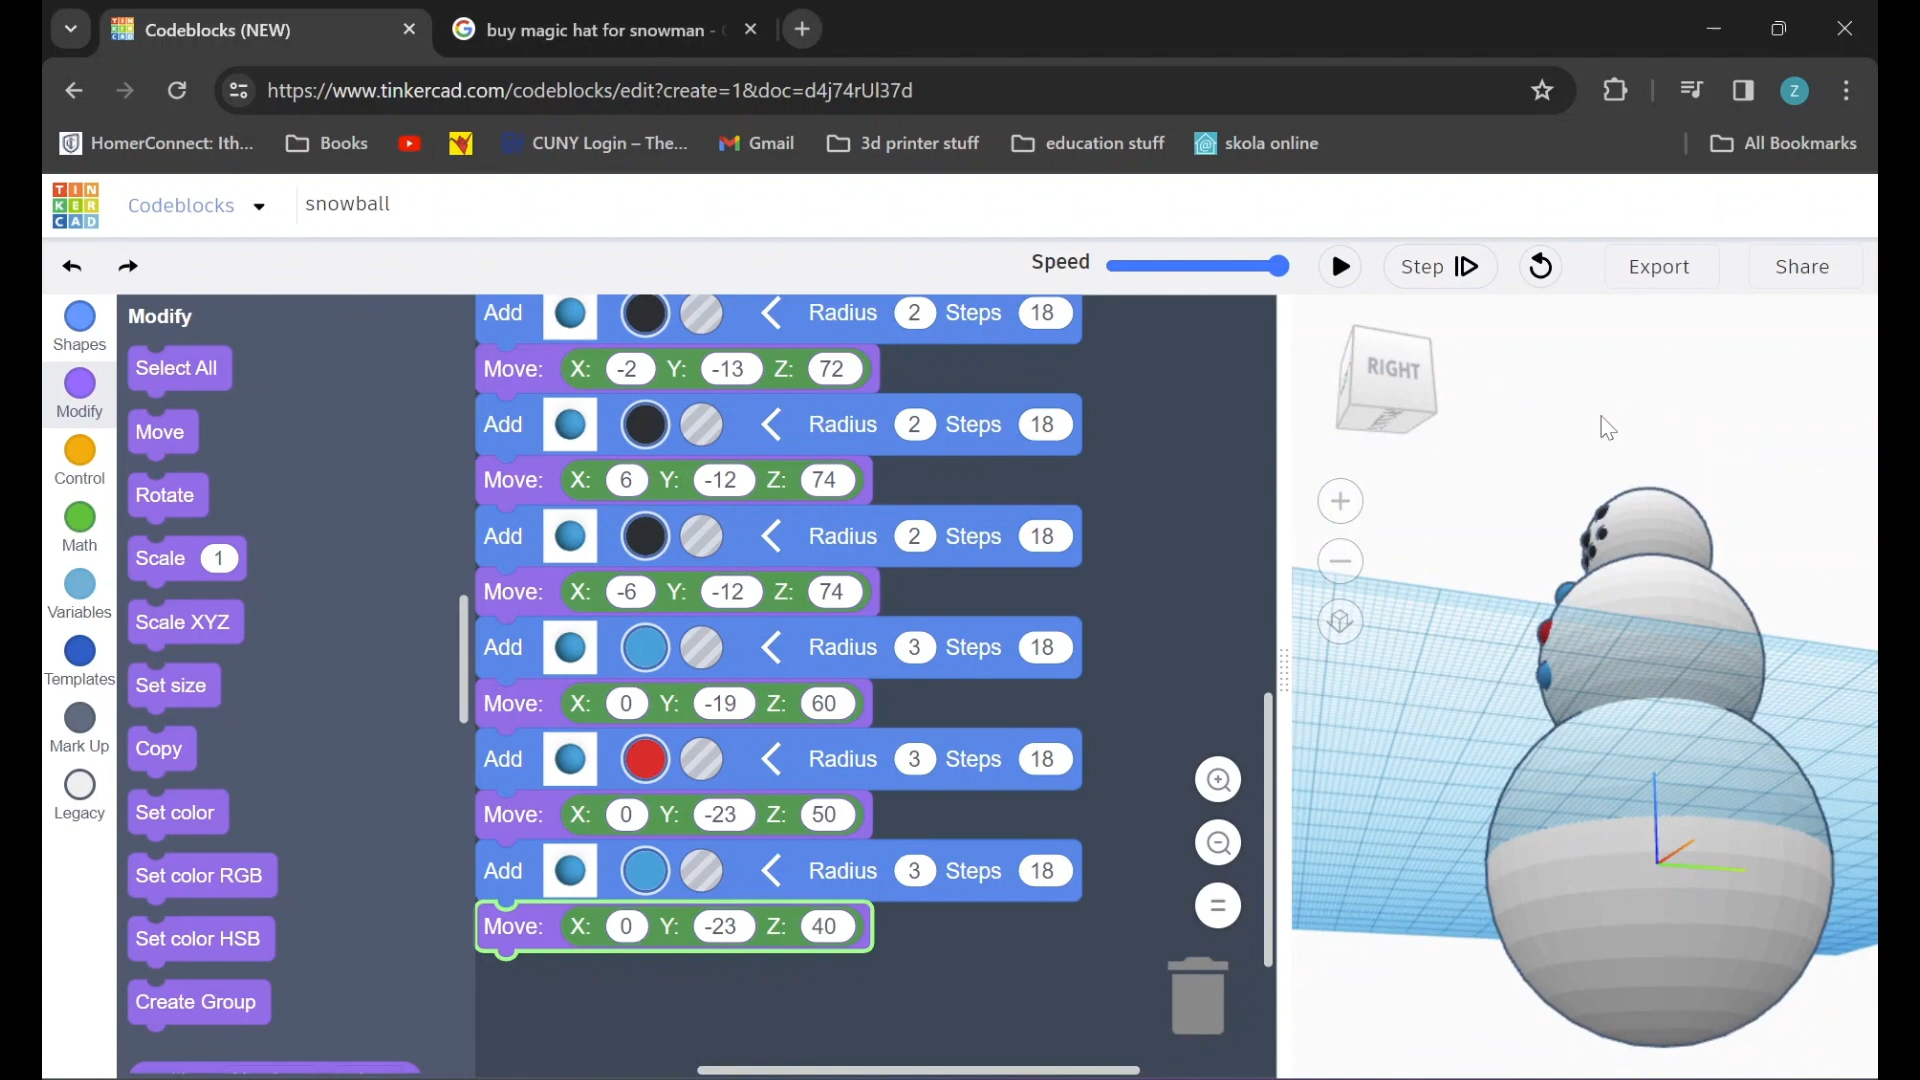 Codeblocks (NEW)
buy magic hat for snowman -
https://www.tinkercad.com/codeblocks/edit?create=1&doc=d4j74rUl37d
Z
HomerConnect: Ith...
Books
CUNY Login – The...
Gmail
3d printer stuff
education stuff
skola online
All Bookmarks
TIN
KER
CAD
Codeblocks
snowball
Speed
Step
Export
Share
Shapes
Modify
Control
Math
Variables
Templates
Mark Up
Legacy
Modify
Select All
Move
Rotate
Scale 1
Scale XYZ
Set size
Copy
Set color
Set color RGB
Set color HSB
Create Group
Add Radius 2 Steps 18
Move: X: -2 Y: -13 Z: 72
Add Radius 2 Steps 18
Move: X: 6 Y: -12 Z: 74
Add Radius 2 Steps 18
Move: X: -6 Y: -12 Z: 74
Add Radius 3 Steps 18
Move: X: 0 Y: -19 Z: 60
Add Radius 3 Steps 18
Move: X: 0 Y: -23 Z: 50
Add Radius 3 Steps 18
Move: X: 0 Y: -23 Z: 40
RIGHT